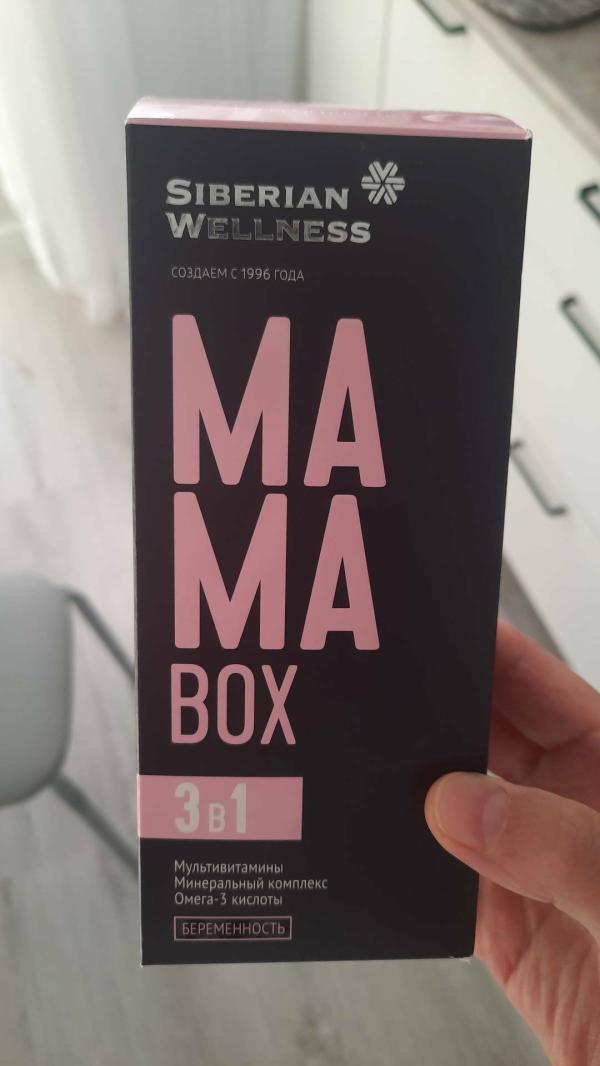 SIBERIAN
WELLNESS
СОЗДАЕМ С 1996 ГОДА
MA
MA
BOX
3 в 1
Мультивитамины
Минеральный комплекс
Омега-3 кислоты
БЕРЕМЕННОСТЬ